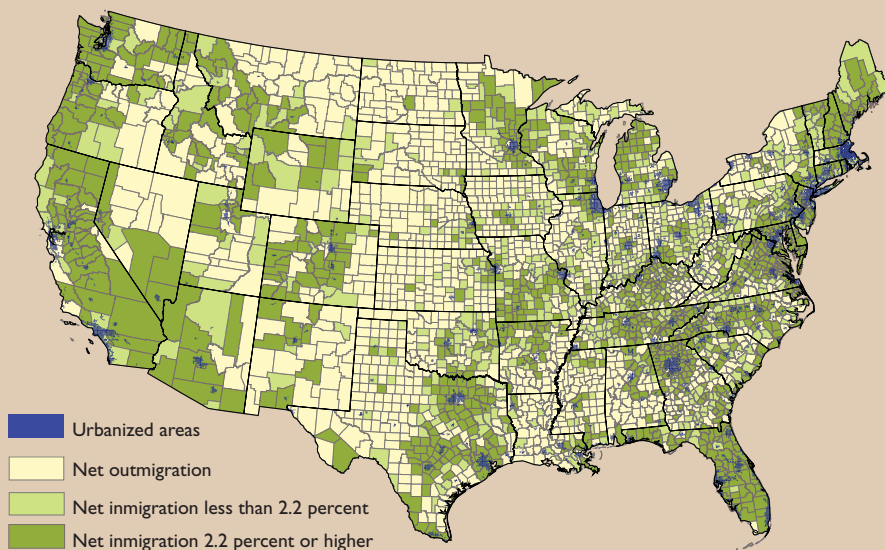 Urbanized areas
Net outmigration
Net inmigration less than 2.2 percent
Net inmigration 2.2 percent or higher